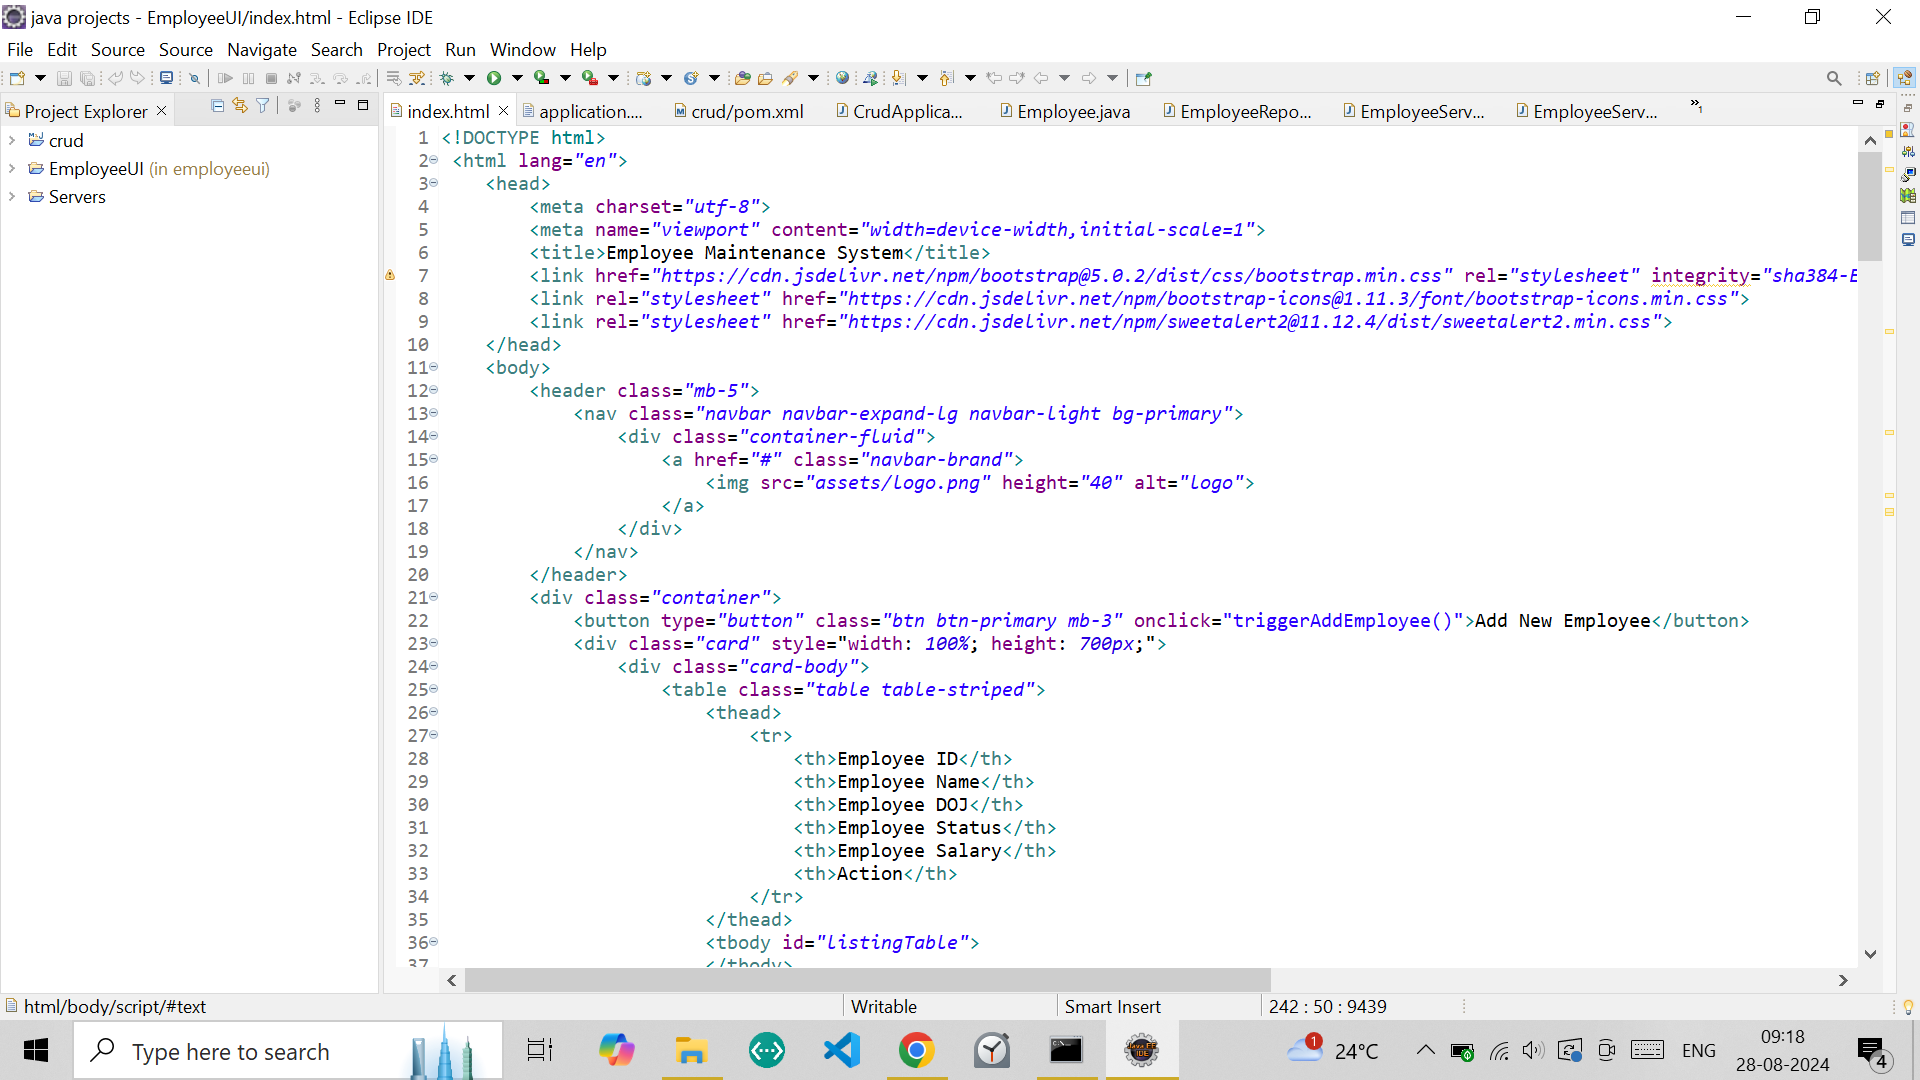 java projects - EmployeeUI/index.html - Eclipse IDE
File Edit Source Source Navigate Search Project Run Window Help
Project Explorer
crud
EmployeeUI (in employeeui)
Servers
index.html application.... crud/pom.xml CrudApplica... Employee.java EmployeeRepo... EmployeeServ... EmployeeServ... »1
1 <!DOCTYPE html>
2 <html lang="en">
3 <head>
4 <meta charset="utf-8">
5 <meta name="viewport" content="width=device-width,initial-scale=1">
6 <title>Employee Maintenance System</title>
7 <link href="https://cdn.jsdelivr.net/npm/bootstrap@5.0.2/dist/css/bootstrap.min.css" rel="stylesheet" integrity="sha384-E
8 <link rel="stylesheet" href="https://cdn.jsdelivr.net/npm/bootstrap-icons@1.11.3/font/bootstrap-icons.min.css">
9 <link rel="stylesheet" href="https://cdn.jsdelivr.net/npm/sweetalert2@11.12.4/dist/sweetalert2.min.css">
10 </head>
11 <body>
12 <header class="mb-5">
13 <nav class="navbar navbar-expand-lg navbar-light bg-primary">
14 <div class="container-fluid">
15 <a href="#" class="navbar-brand">
16 <img src="assets/logo.png" height="40" alt="logo">
17 </a>
18 </div>
19 </nav>
20 </header>
21 <div class="container">
22 <button type="button" class="btn btn-primary mb-3" onclick="triggerAddEmployee()">Add New Employee</button>
23 <div class="card" style="width: 100%; height: 700px;">
24 <div class="card-body">
25 <table class="table table-striped">
26 <thead>
27 <tr>
28 <th>Employee ID</th>
29 <th>Employee Name</th>
30 <th>Employee DOJ</th>
31 <th>Employee Status</th>
32 <th>Employee Salary</th>
33 <th>Action</th>
34 </tr>
35 </thead>
36 <tbody id="listingTable">
37 </tbody>
html/body/script/#text Writable Smart Insert 242 : 50 : 9439
Type here to search 1 24°C ENG 09:18
28-08-2024 4